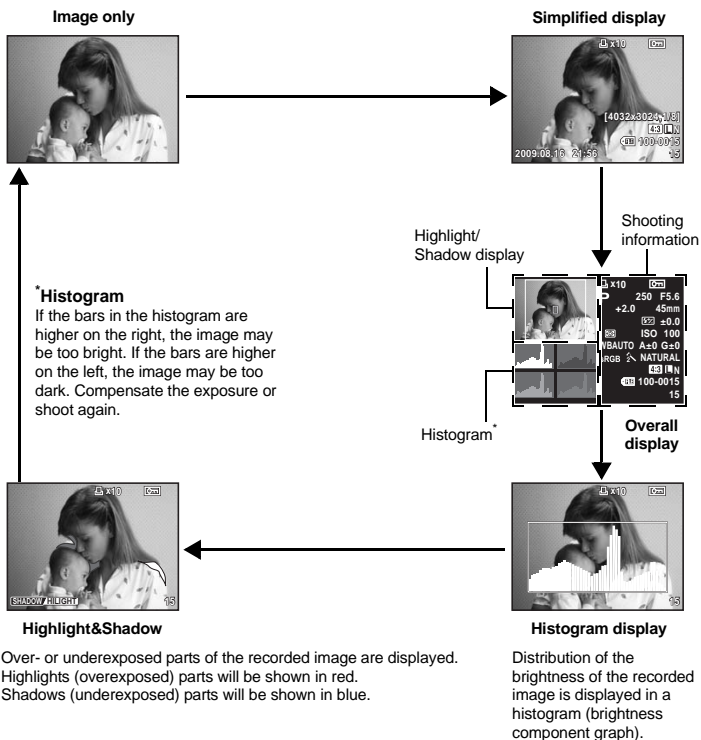 Image only
Simplified display
x10
[4032x3024,1/8]
4:3 L N
100-0015
2009.08.16 21:56
15
Highlight/
Shadow display
Shooting
information
x10
P 250 F5.6
+2.0 45mm
±0.0
ISO 100
WBAUTO A±0 G±0
sRGB NATURAL
4:3 L N
100-0015
15
*Histogram
If the bars in the histogram are
higher on the right, the image may
be too bright. If the bars are higher
on the left, the image may be too
dark. Compensate the exposure or
shoot again.
Histogram*
Overall
display
x10
SHADOW/HILIGHT
15
x10
15
Highlight&Shadow
Histogram display
Over- or underexposed parts of the recorded image are displayed.
Highlights (overexposed) parts will be shown in red.
Shadows (underexposed) parts will be shown in blue.
Distribution of the
brightness of the recorded
image is displayed in a
histogram (brightness
component graph).